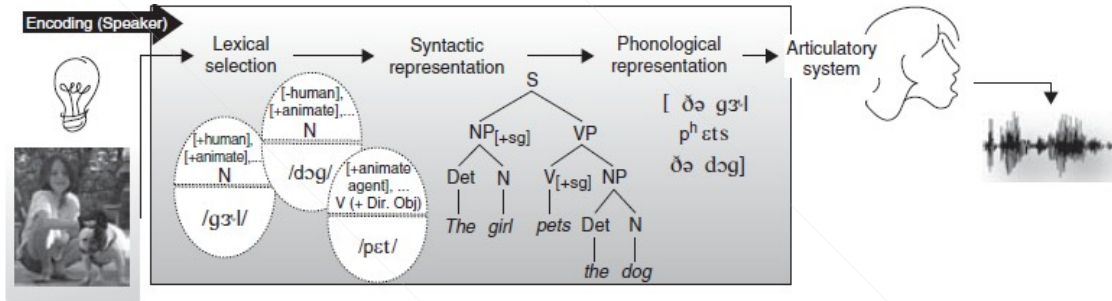 Encoding (Speaker)
Lexical
selection
Syntactic
representation
Phonological
representation
Articulatory
system
[-human],
[+animate],...
N
/dɔg/
[+human],
[+animate],...
N
/gɝl/
[+animate
agent], ...
V (+ Dir. Obj)
/pɛt/
S
NP[+sg] VP
Det N V[+sg] NP
The girl pets Det N
the dog
[ ðə gɝl
pʰ ɛts
ðə dɔg]